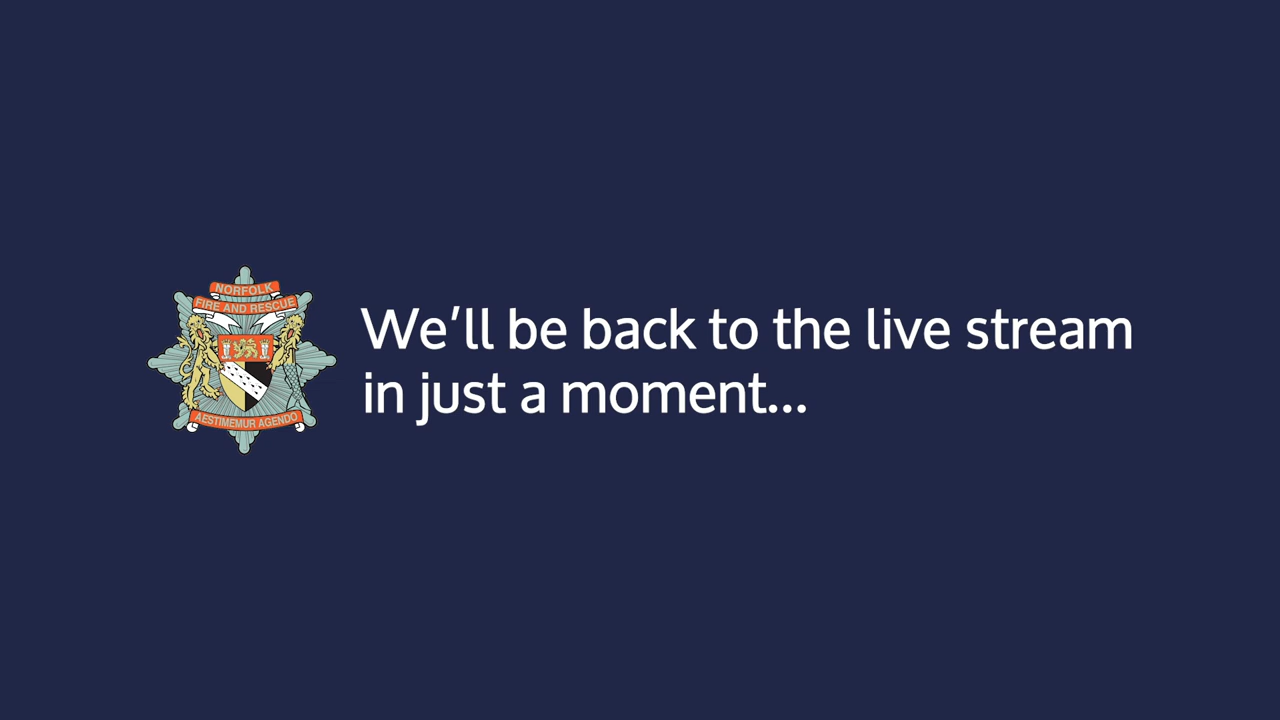 NORFOLK
FIRE AND RESCUE
AESTIMEMUR AGENDO
We’ll be back to the live stream
in just a moment...